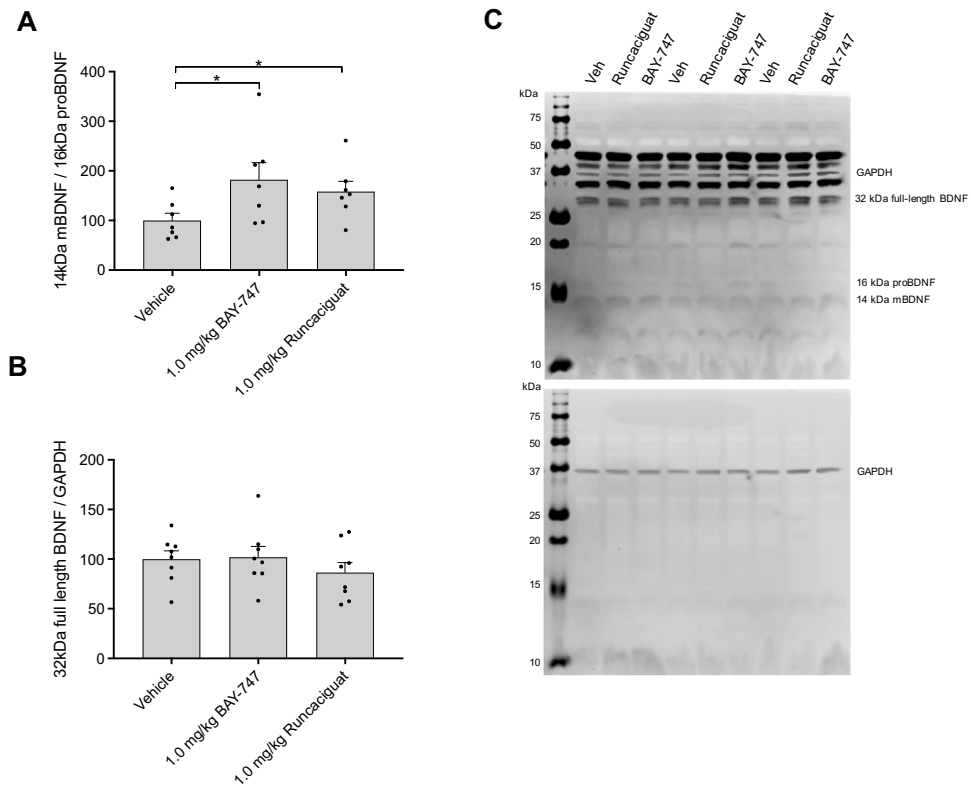 A
14kDa mBDNF / 16kDa proBDNF
400
300
200
100
0
*
*
Vehicle
1.0 mg/kg BAY-747
1.0 mg/kg Runcaciguat
B
32kDa full length BDNF / GAPDH
200
150
100
50
0
Vehicle
1.0 mg/kg BAY-747
1.0 mg/kg Runcaciguat
C
Veh
Runcaciguat
BAY-747
Veh
Runcaciguat
BAY-747
Veh
Runcaciguat
BAY-747
kDa
75
50
37
25
20
15
10
GAPDH
32 kDa full-length BDNF
16 kDa proBDNF
14 kDa mBDNF
kDa
75
50
37
25
20
15
10
GAPDH